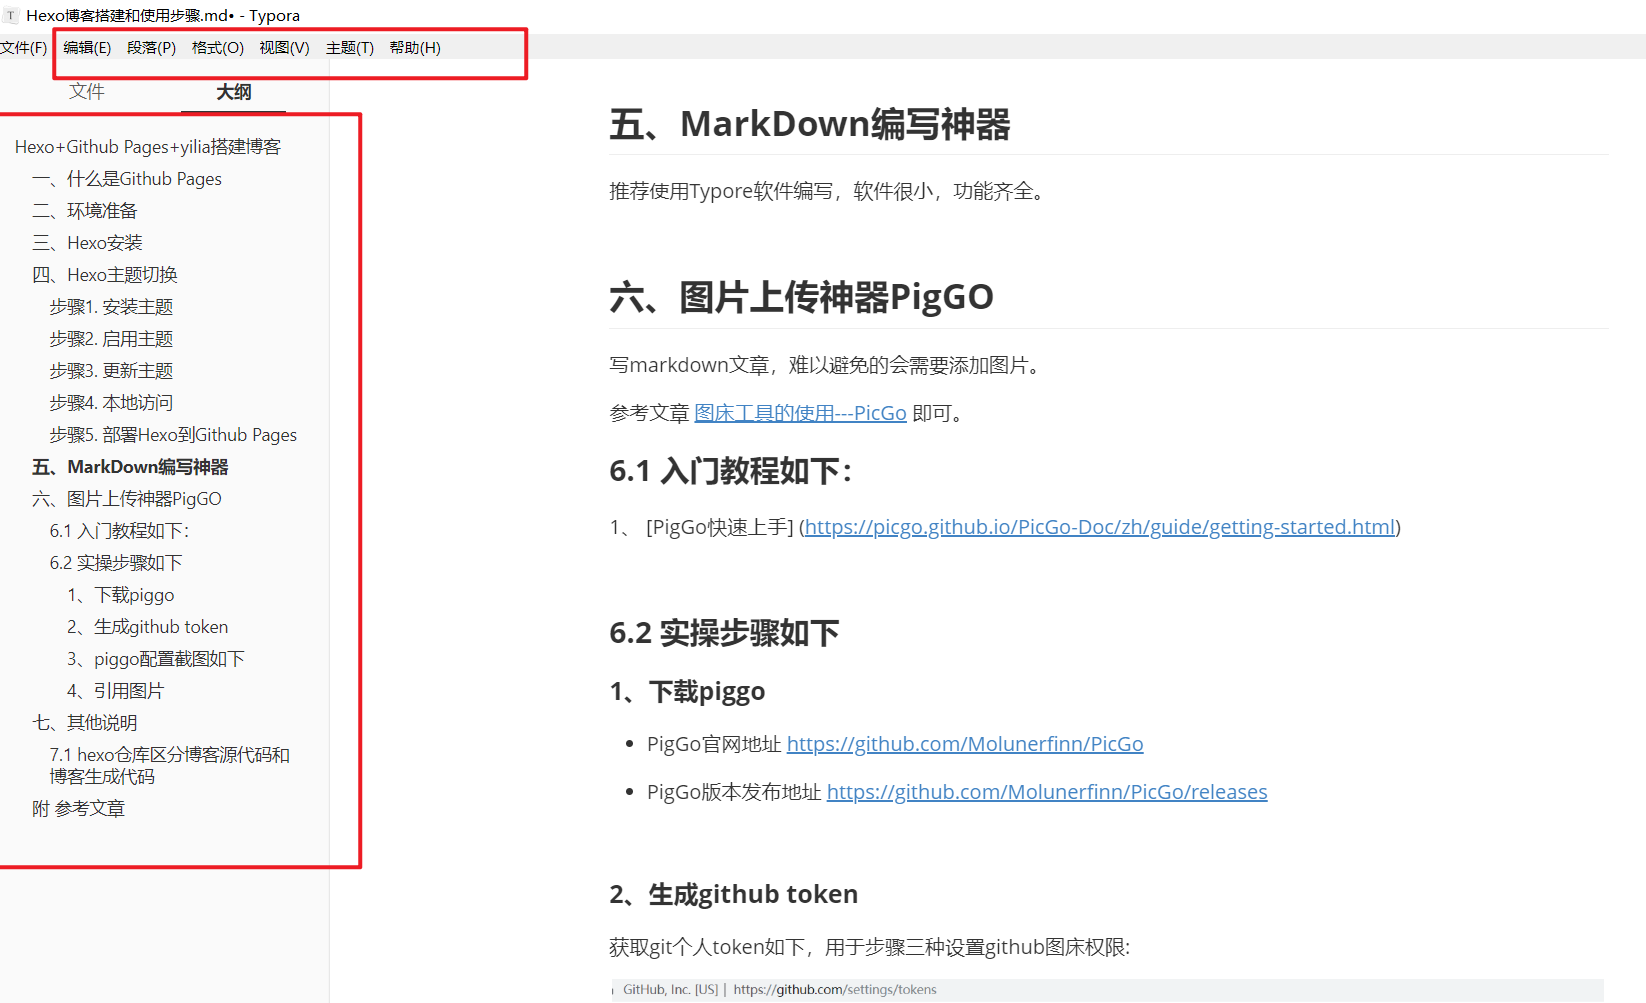 T Hexo博客搭建和使用步骤.md• - Typora
文件(F) 编辑(E) 段落(P) 格式(O) 视图(V) 主题(T) 帮助(H)
文件 大纲
Hexo+Github Pages+yilia搭建博客
一、什么是Github Pages
二、环境准备
三、Hexo安装
四、Hexo主题切换
步骤1. 安装主题
步骤2. 启用主题
步骤3. 更新主题
步骤4. 本地访问
步骤5. 部署Hexo到Github Pages
五、MarkDown编写神器
六、图片上传神器PigGO
6.1 入门教程如下：
6.2 实操步骤如下
1、下载piggo
2、生成github token
3、piggo配置截图如下
4、引用图片
七、其他说明
7.1 hexo仓库区分博客源代码和
博客生成代码
附 参考文章
五、MarkDown编写神器
推荐使用Typore软件编写，软件很小，功能齐全。
六、图片上传神器PigGO
写markdown文章，难以避免的会需要添加图片。
参考文章 图床工具的使用---PicGo 即可。
6.1 入门教程如下：
1、 [PigGo快速上手] (https://picgo.github.io/PicGo-Doc/zh/guide/getting-started.html)
6.2 实操步骤如下
1、下载piggo
• PigGo官网地址 https://github.com/Molunerfinn/PicGo
• PigGo版本发布地址 https://github.com/Molunerfinn/PicGo/releases
2、生成github token
获取git个人token如下，用于步骤三种设置github图床权限:
GitHub, Inc. [US] | https://github.com/settings/tokens